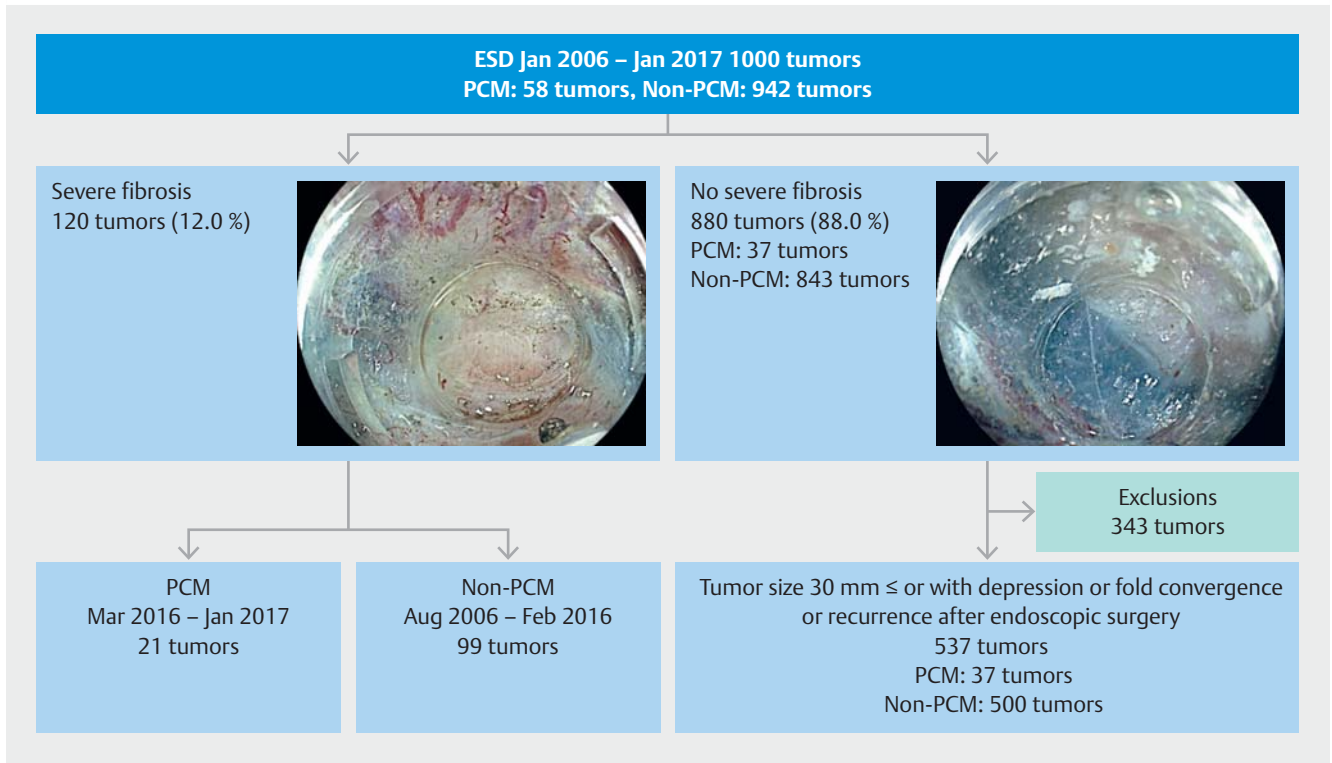 ESD Jan 2006 – Jan 2017 1000 tumors
PCM: 58 tumors, Non-PCM: 942 tumors
Severe fibrosis
120 tumors (12.0 %)
No severe fibrosis
880 tumors (88.0 %)
PCM: 37 tumors
Non-PCM: 843 tumors
Exclusions
343 tumors
PCM
Mar 2016 – Jan 2017
21 tumors
Non-PCM
Aug 2006 – Feb 2016
99 tumors
Tumor size 30 mm ≤ or with depression or fold convergence
or recurrence after endoscopic surgery
537 tumors
PCM: 37 tumors
Non-PCM: 500 tumors